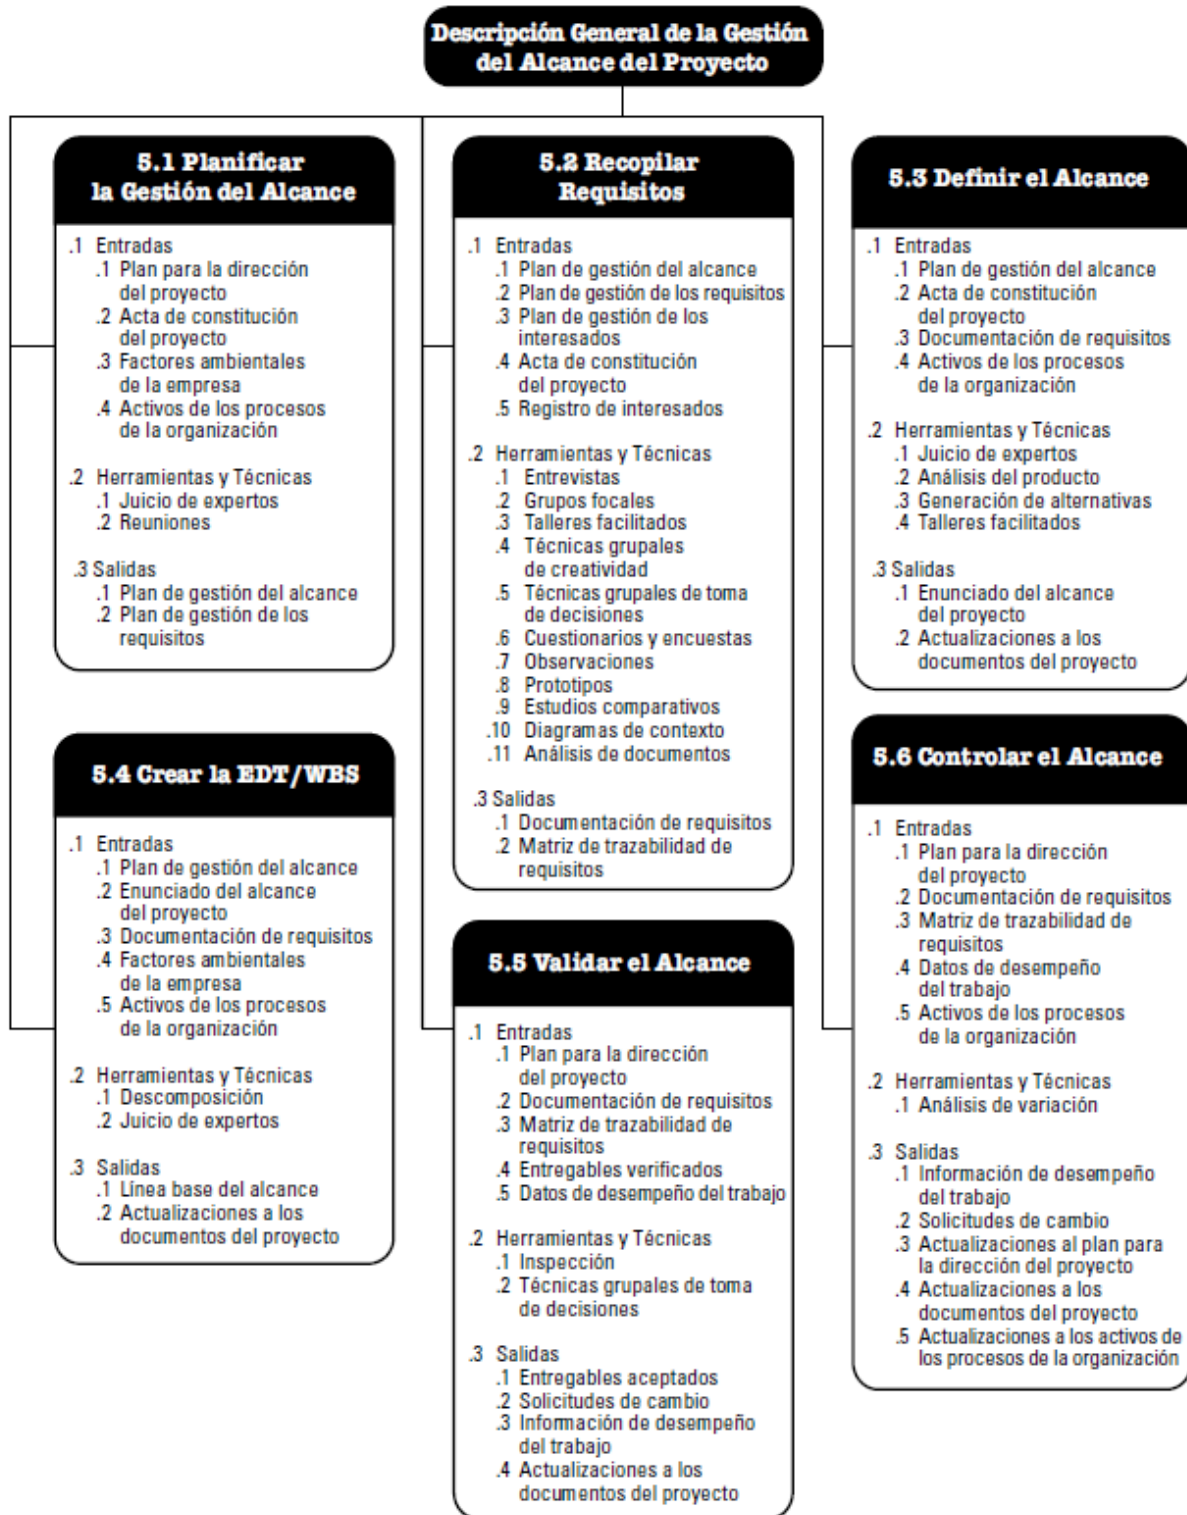 Descripción General de la Gestión
del Alcance del Proyecto
5.1 Planificar
la Gestión del Alcance
.1 Entradas
.1 Plan para la dirección
del proyecto
.2 Acta de constitución
del proyecto
.3 Factores ambientales
de la empresa
.4 Activos de los procesos
de la organización
.2 Herramientas y Técnicas
.1 Juicio de expertos
.2 Reuniones
.3 Salidas
.1 Plan de gestión del alcance
.2 Plan de gestión de los
requisitos
5.2 Recopilar
Requisitos
.1 Entradas
.1 Plan de gestión del alcance
.2 Plan de gestión de los requisitos
.3 Plan de gestión de los
interesados
.4 Acta de constitución
del proyecto
.5 Registro de interesados
.2 Herramientas y Técnicas
.1 Entrevistas
.2 Grupos focales
.3 Talleres facilitados
.4 Técnicas grupales
de creatividad
.5 Técnicas grupales de toma
de decisiones
.6 Cuestionarios y encuestas
.7 Observaciones
.8 Prototipos
.9 Estudios comparativos
.10 Diagramas de contexto
.11 Análisis de documentos
.3 Salidas
.1 Documentación de requisitos
.2 Matriz de trazabilidad de
requisitos
5.3 Definir el Alcance
.1 Entradas
.1 Plan de gestión del alcance
.2 Acta de constitución
del proyecto
.3 Documentación de requisitos
.4 Activos de los procesos
de la organización
.2 Herramientas y Técnicas
.1 Juicio de expertos
.2 Análisis del producto
.3 Generación de alternativas
.4 Talleres facilitados
.3 Salidas
.1 Enunciado del alcance
del proyecto
.2 Actualizaciones a los
documentos del proyecto
5.4 Crear la EDT/WBS
.1 Entradas
.1 Plan de gestión del alcance
.2 Enunciado del alcance
del proyecto
.3 Documentación de requisitos
.4 Factores ambientales
de la empresa
.5 Activos de los procesos
de la organización
.2 Herramientas y Técnicas
.1 Descomposición
.2 Juicio de expertos
.3 Salidas
.1 Línea base del alcance
.2 Actualizaciones a los
documentos del proyecto
5.5 Validar el Alcance
.1 Entradas
.1 Plan para la dirección
del proyecto
.2 Documentación de requisitos
.3 Matriz de trazabilidad de
requisitos
.4 Entregables verificados
.5 Datos de desempeño del trabajo
.2 Herramientas y Técnicas
.1 Inspección
.2 Técnicas grupales de toma
de decisiones
.3 Salidas
.1 Entregables aceptados
.2 Solicitudes de cambio
.3 Información de desempeño
del trabajo
.4 Actualizaciones a los
documentos del proyecto
5.6 Controlar el Alcance
.1 Entradas
.1 Plan para la dirección
del proyecto
.2 Documentación de requisitos
.3 Matriz de trazabilidad de
requisitos
.4 Datos de desempeño
del trabajo
.5 Activos de los procesos
de la organización
.2 Herramientas y Técnicas
.1 Análisis de variación
.3 Salidas
.1 Información de desempeño
del trabajo
.2 Solicitudes de cambio
.3 Actualizaciones al plan para
la dirección del proyecto
.4 Actualizaciones a los
documentos del proyecto
.5 Actualizaciones a los activos de
los procesos de la organización